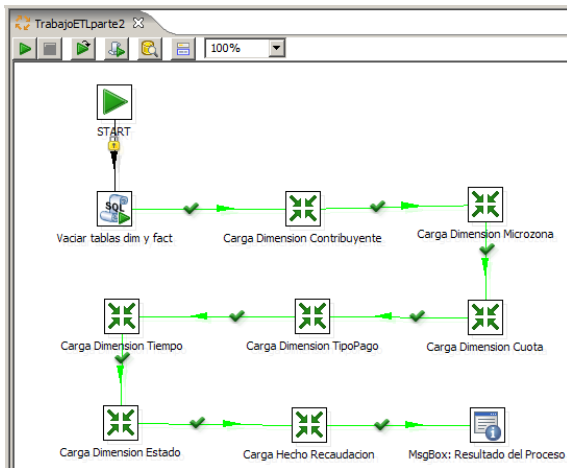 TrabajoETLparte2
100%
START
SQL
Vaciar tablas dim y fact
Carga Dimension Contribuyente
Carga Dimension Microzona
Carga Dimension Tiempo
Carga Dimension TipoPago
Carga Dimension Cuota
Carga Dimension Estado
Carga Hecho Recaudacion
MsgBox: Resultado del Proceso